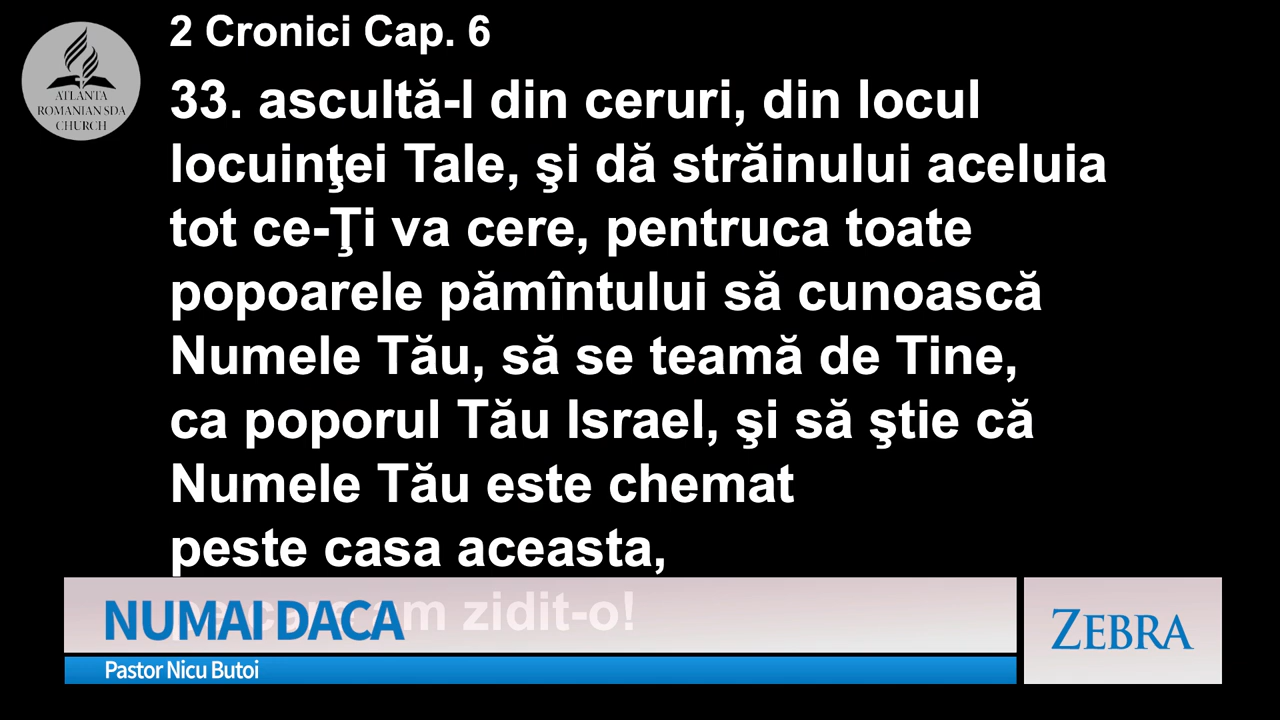 2 Cronici Cap. 6
ATLANTA
ROMANIAN SDA
CHURCH
33. ascultă-l din ceruri, din locul
locuinţei Tale, şi dă străinului aceluia
tot ce-Ţi va cere, pentruca toate
popoarele pămîntului să cunoască
Numele Tău, să se teamă de Tine,
ca poporul Tău Israel, şi să ştie că
Numele Tău este chemat
peste casa aceasta,
zidit-o!
NUMAI DACA
Pastor Nicu Butoi
ZEBRA